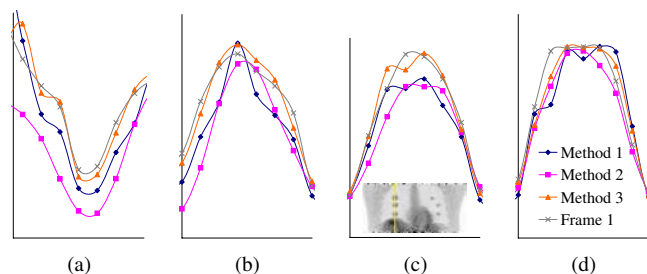 Method 1
Method 2
Method 3
Frame 1
(a) (b) (c) (d)